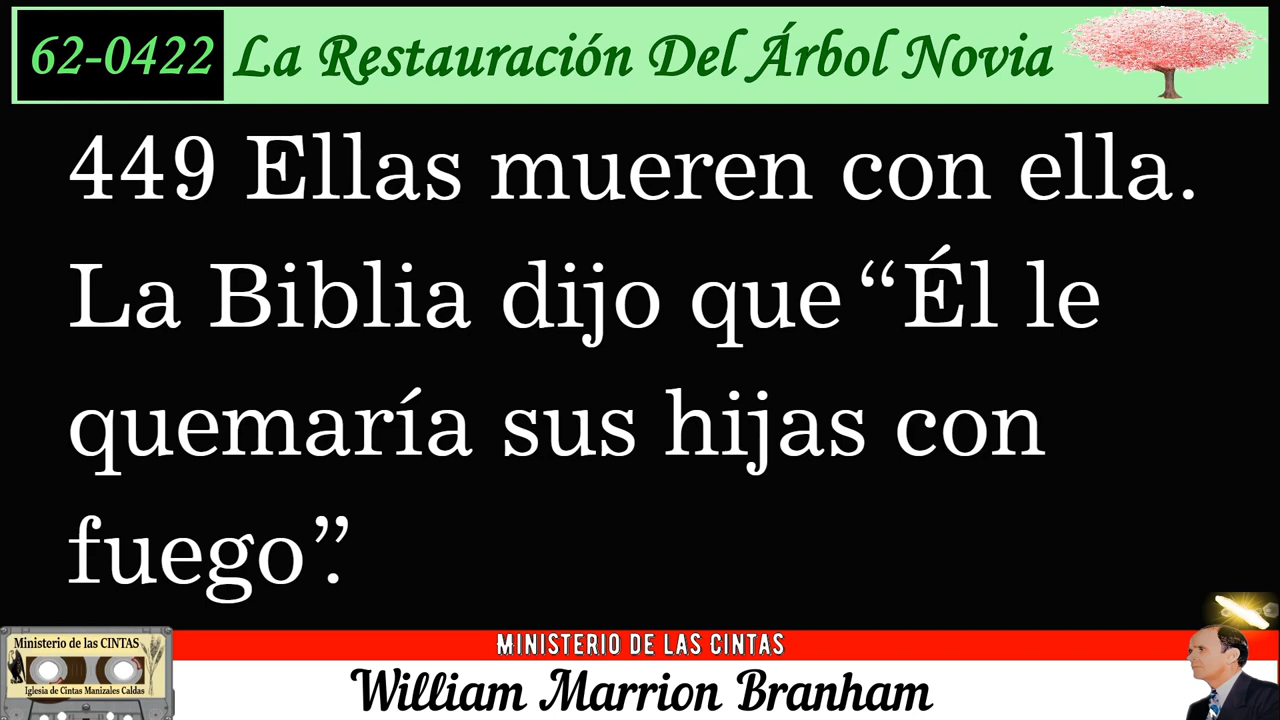 62-0422 La Restauración Del Árbol Novia
449 Ellas mueren con ella.
La Biblia dijo que “Él le
quemaría sus hijas con
fuego”.
Ministerio de las CINTAS
Iglesia de Cintas Manizales Caldas
MINISTERIO DE LAS CINTAS
William Marrion Branham